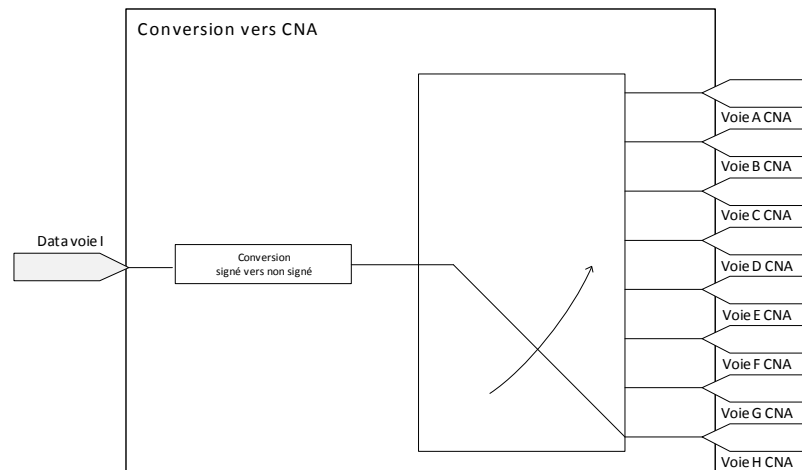 Conversion vers CNA
Voie A CNA
Voie B CNA
Voie C CNA
Data voie I
Conversion
signé vers non signé
Voie D CNA
Voie E CNA
Voie F CNA
Voie G CNA
Voie H CNA